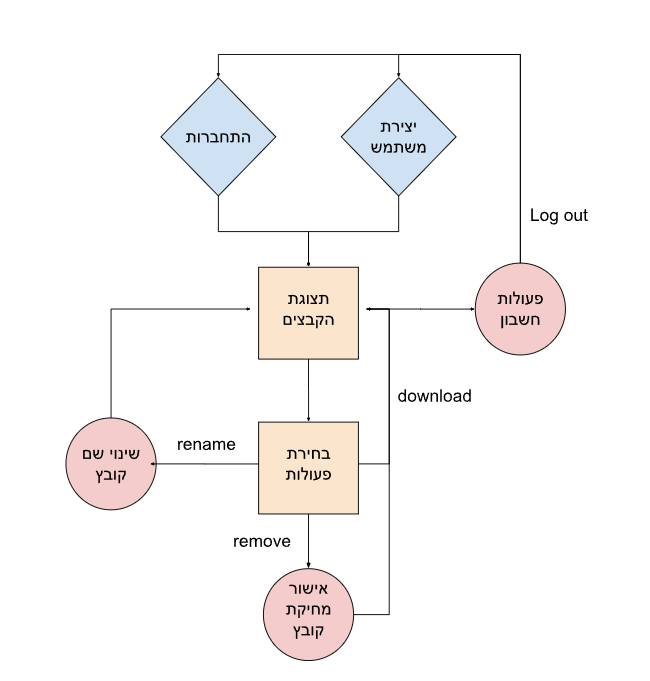 התחברות
יצירת
משתמש
Log out
תצוגת
הקבצים
פעולות
חשבון
download
בחירת
פעולות
rename
שינוי שם
קובץ
remove
אישור
מחיקת
קובץ